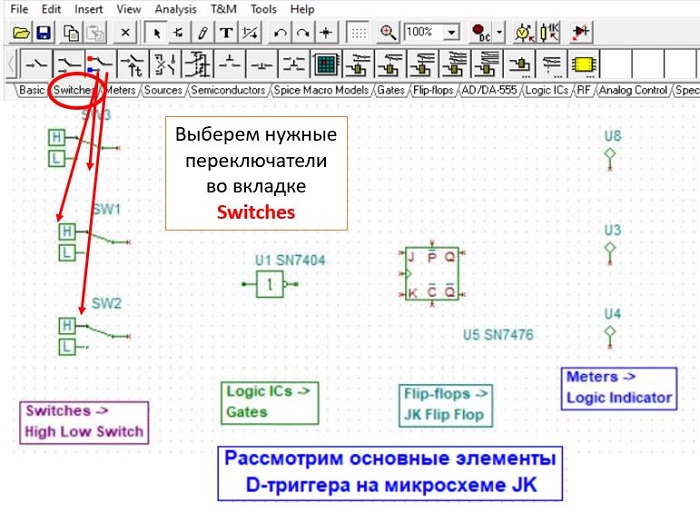 File Edit Insert View Analysis T&M Tools Help
100%
DC
1K
Basic Switches Meters Sources Semiconductors Spice Macro Models Gates Flip-flops AD/DA-555 Logic ICs RF Analog Control Spec
SW3
H
L
Выберем нужные
переключатели
во вкладке
Switches
U8
SW1
H
L
U3
U1 SN7404
1
J P Q
K C Q
SW2
H
L
U4
U5 SN7476
Switches ->
High Low Switch
Logic ICs ->
Gates
Flip-flops ->
JK Flip Flop
Meters ->
Logic Indicator
Рассмотрим основные элементы
D-триггера на микросхеме JK